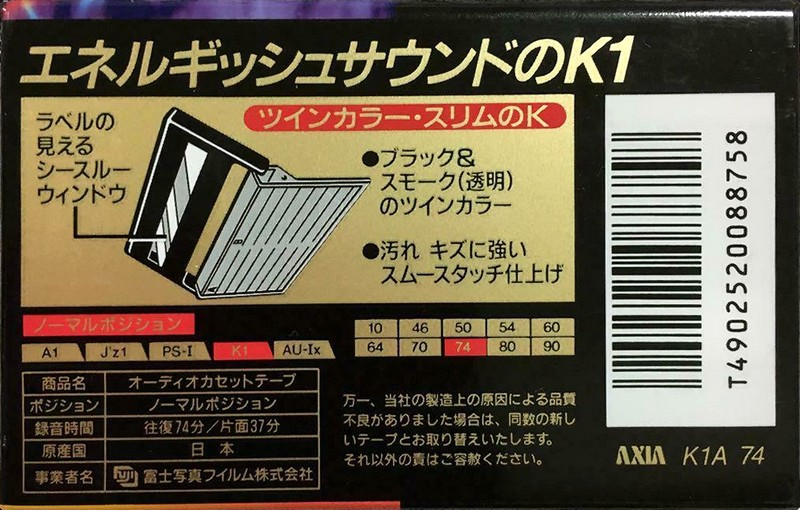 エネルギッシュサウンドのK1
ラベルの
見える
シースルー
ウィンドウ
ツインカラー・スリムのK
●ブラック&
スモーク(透明)
のツインカラー
●汚れ キズに強い
スムースタッチ仕上げ
T4902520088758
ノーマルポジション
A1 J'z1 PS-I K1 AU-Ix
10 46 50 54 60
64 70 74 80 90
商品名 オーディオカセットテープ
ポジション ノーマルポジション
録音時間 往復74分/片面37分
原産国 日本
事業者名 FUJI 富士写真フイルム株式会社
万一、当社の製造上の原因による品質
不良がありました場合は、同数の新し
いテープとお取り替えいたします。
それ以外の責はご容赦ください。
AXIA K1A 74